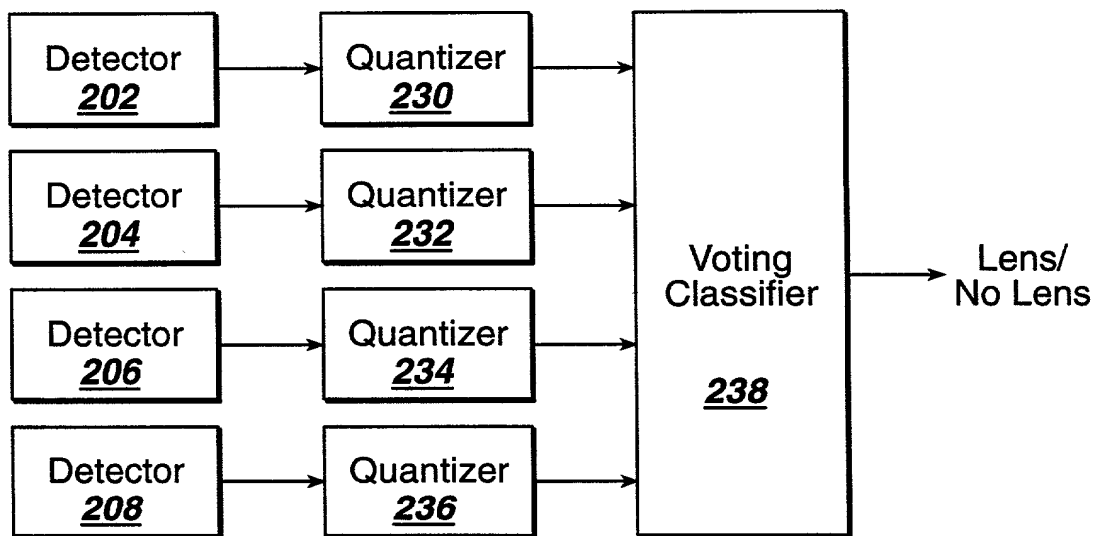 Detector
202
Quantizer
230
Detector
204
Quantizer
232
Detector
206
Quantizer
234
Detector
208
Quantizer
236
Voting
Classifier
238
Lens/
No Lens